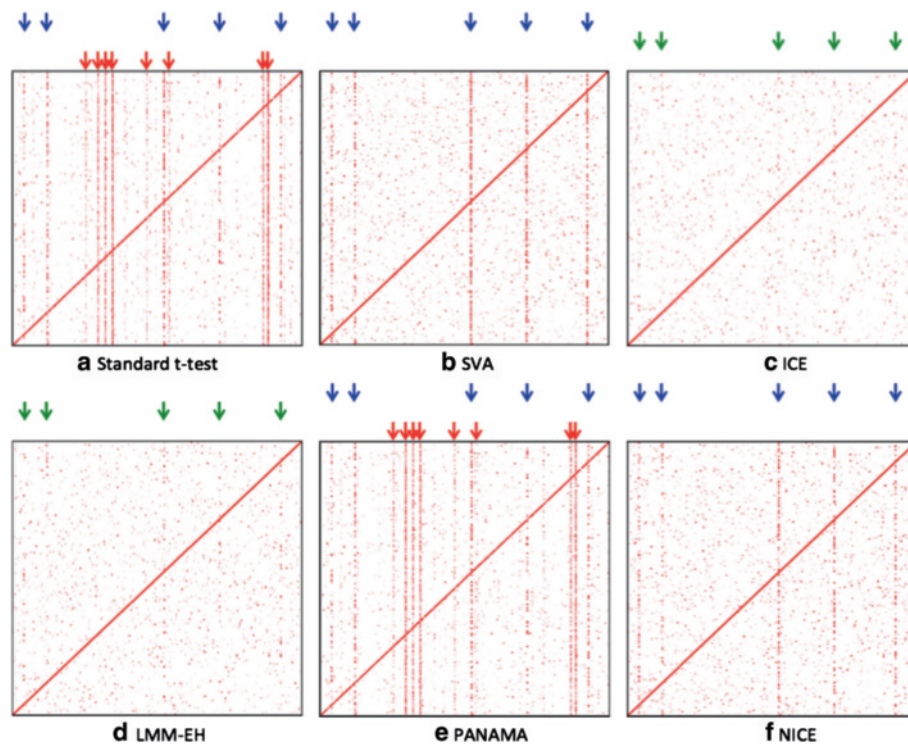 a Standard t-test
b SVA
c ICE
d LMM-EH
e PANAMA
f NICE